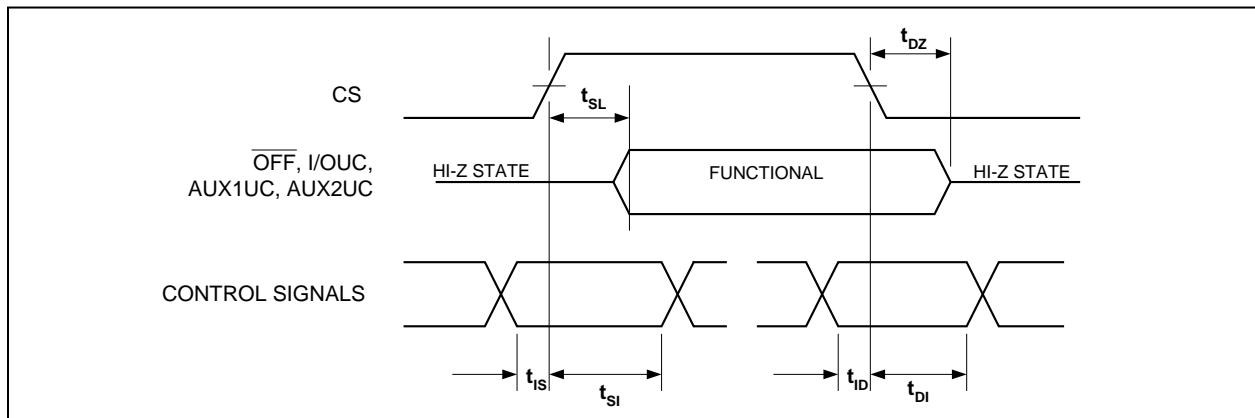 t_DZ
CS
t_SL
OFF, I/OUC,
AUX1UC, AUX2UC
HI-Z STATE
FUNCTIONAL
HI-Z STATE
CONTROL SIGNALS
t_IS
t_SI
t_ID
t_DI